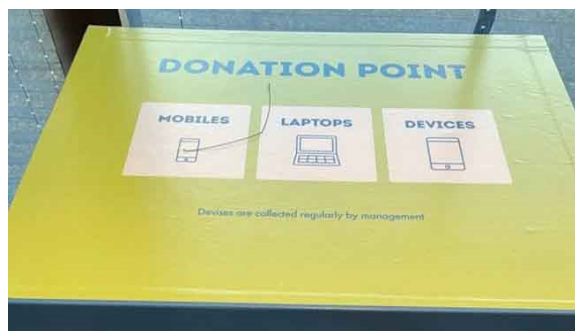 DONATION POINT
MOBILES LAPTOPS DEVICES
Devises are collected regularly by management